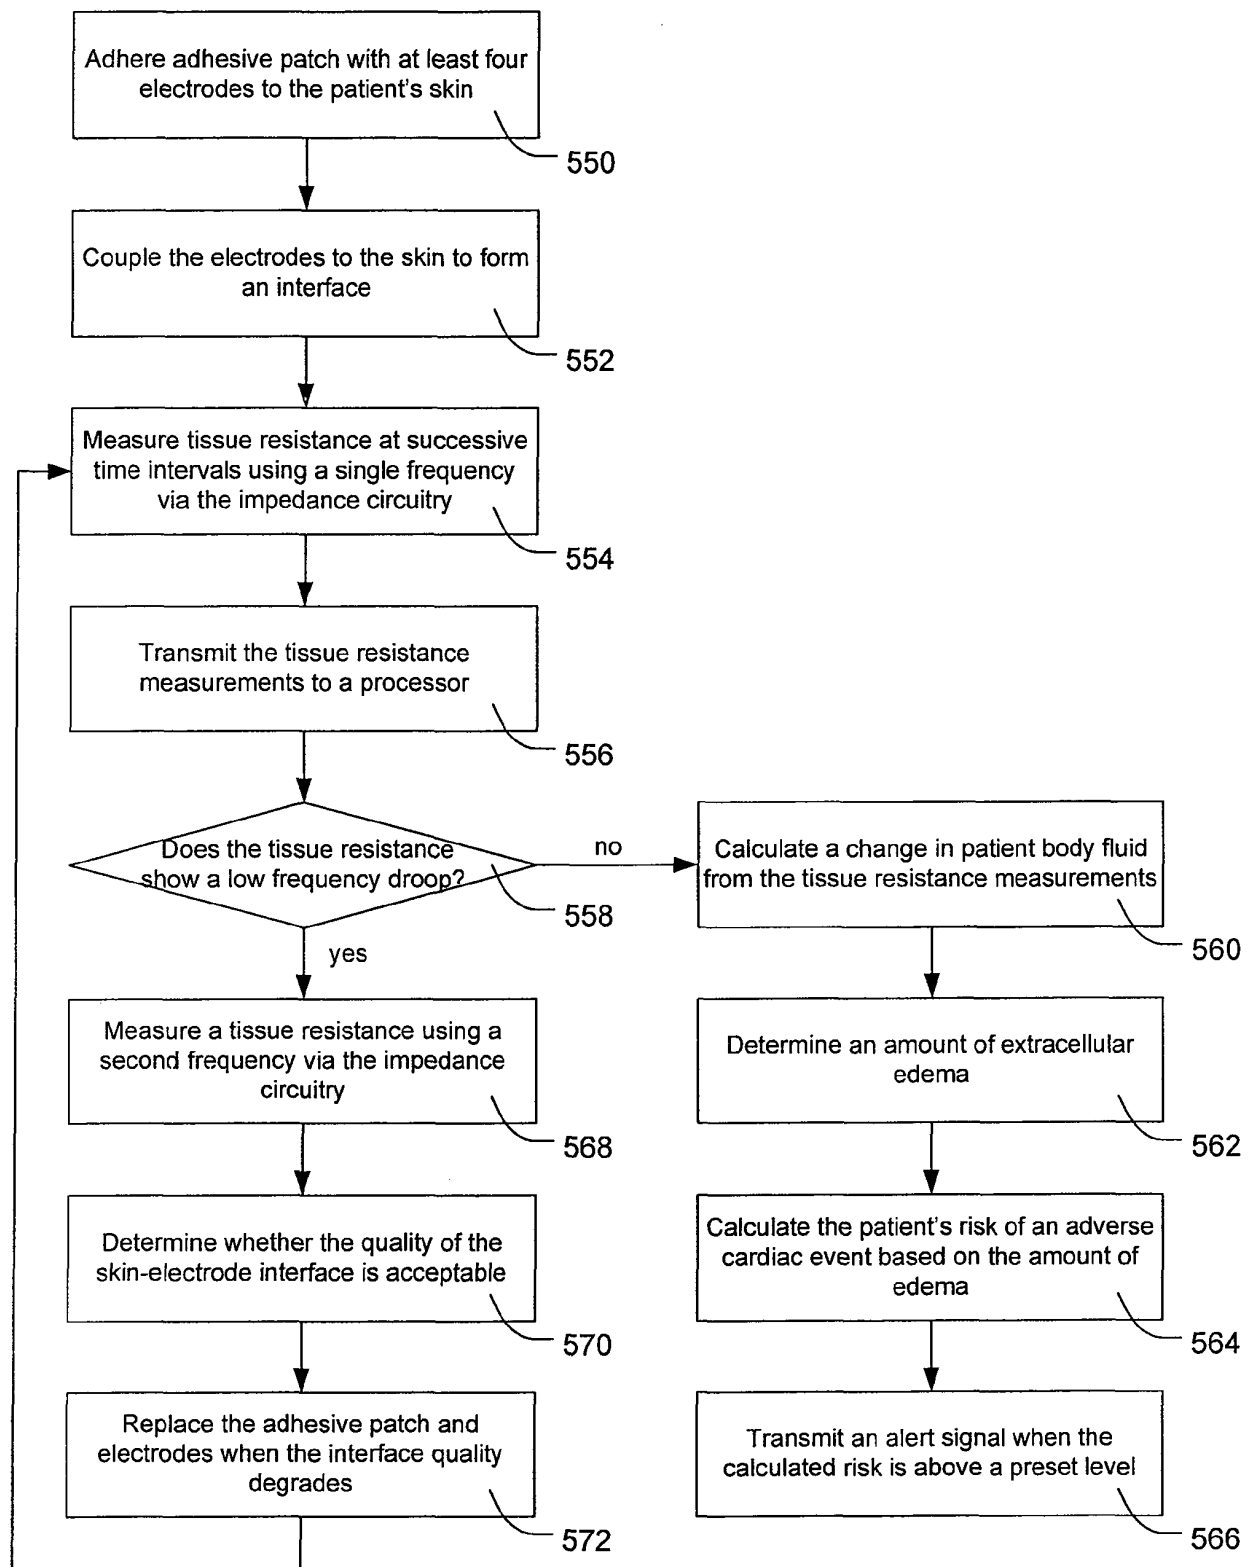 Adhere adhesive patch with at least four
electrodes to the patient's skin
550
Couple the electrodes to the skin to form
an interface
552
Measure tissue resistance at successive
time intervals using a single frequency
via the impedance circuitry
554
Transmit the tissue resistance
measurements to a processor
556
Does the tissue resistance
show a low frequency droop?
558
no
yes
Calculate a change in patient body fluid
from the tissue resistance measurements
560
Determine an amount of extracellular
edema
562
Calculate the patient's risk of an adverse
cardiac event based on the amount of
edema
564
Transmit an alert signal when the
calculated risk is above a preset level
566
Measure a tissue resistance using a
second frequency via the impedance
circuitry
568
Determine whether the quality of the
skin-electrode interface is acceptable
570
Replace the adhesive patch and
electrodes when the interface quality
degrades
572